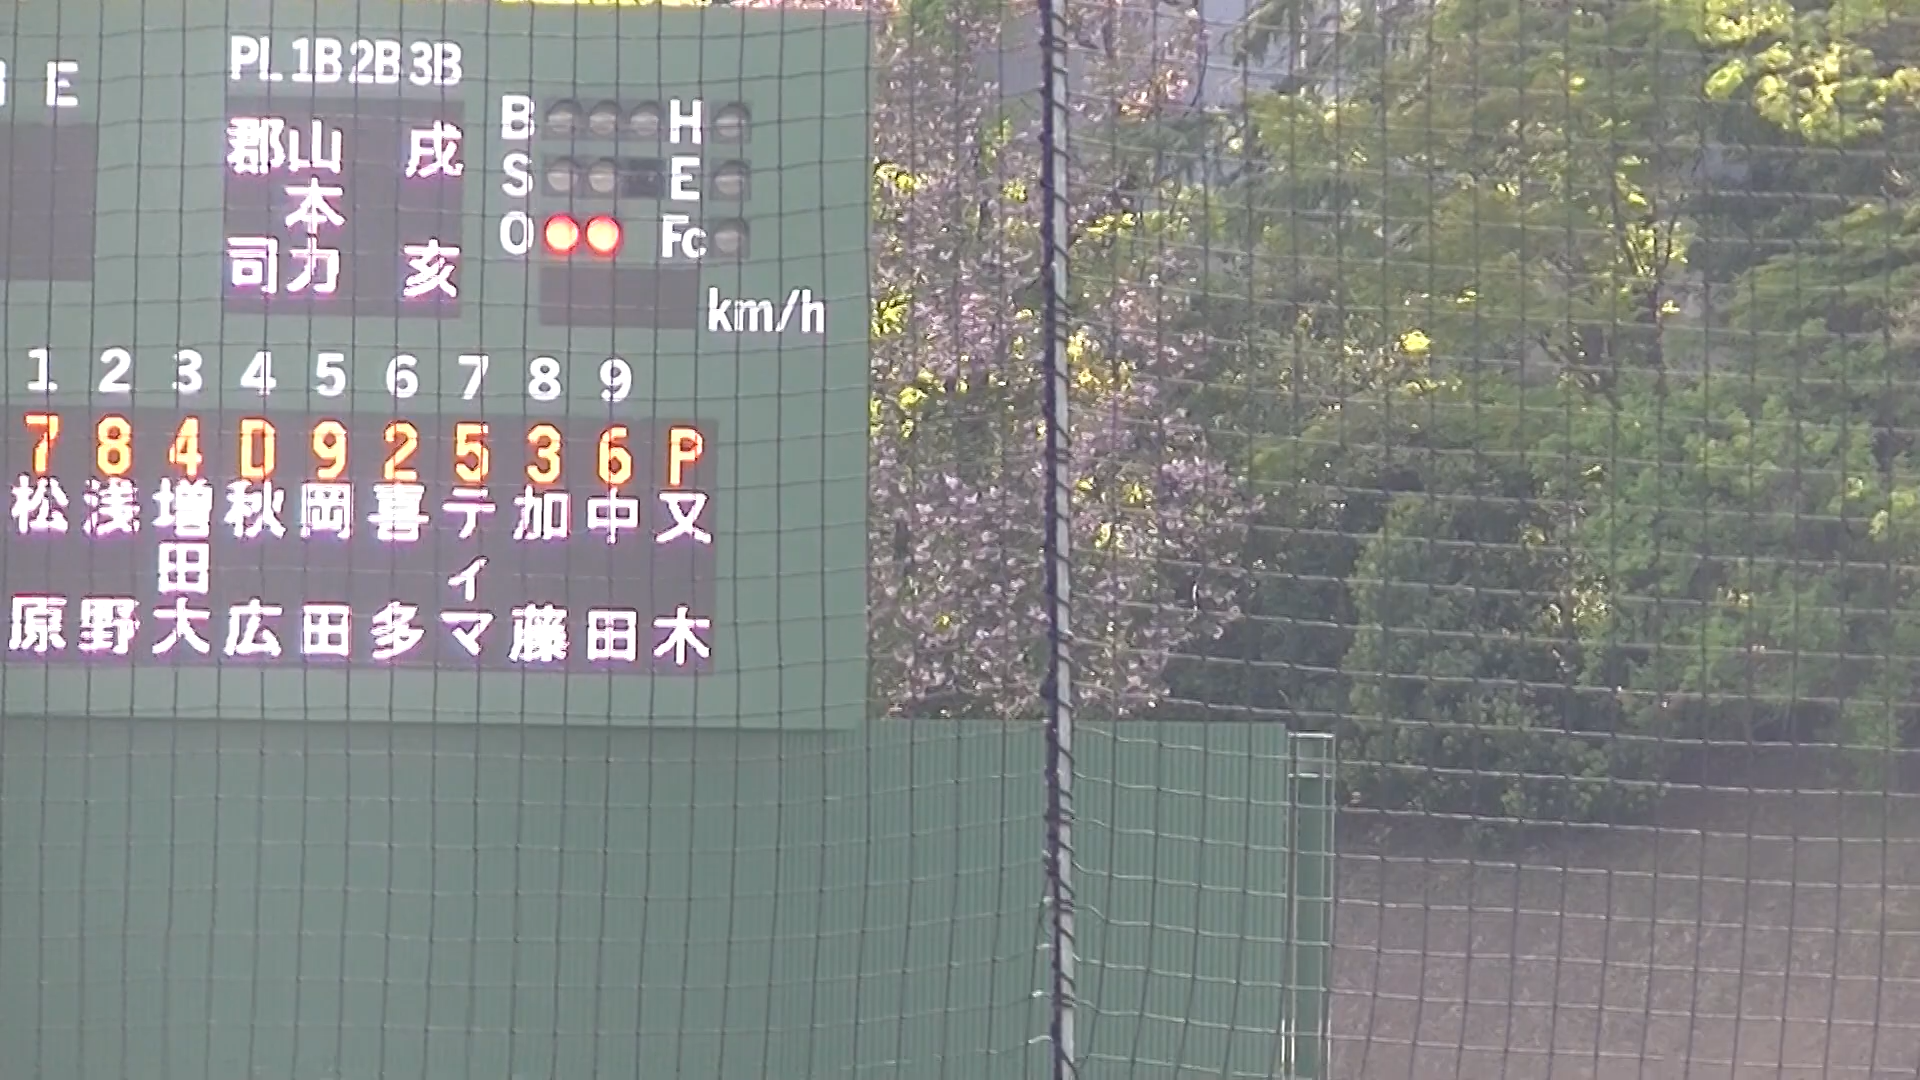 E
PL 1B 2B 3B
郡司 山本力 戌亥
B H
S E
O Fc
km/h
1 2 3 4 5 6 7 8 9
7 8 4 D 9 2 5 3 6 P
松原 浅野 増田大 秋広 岡田 喜多 ティマ 加藤 中田 又木